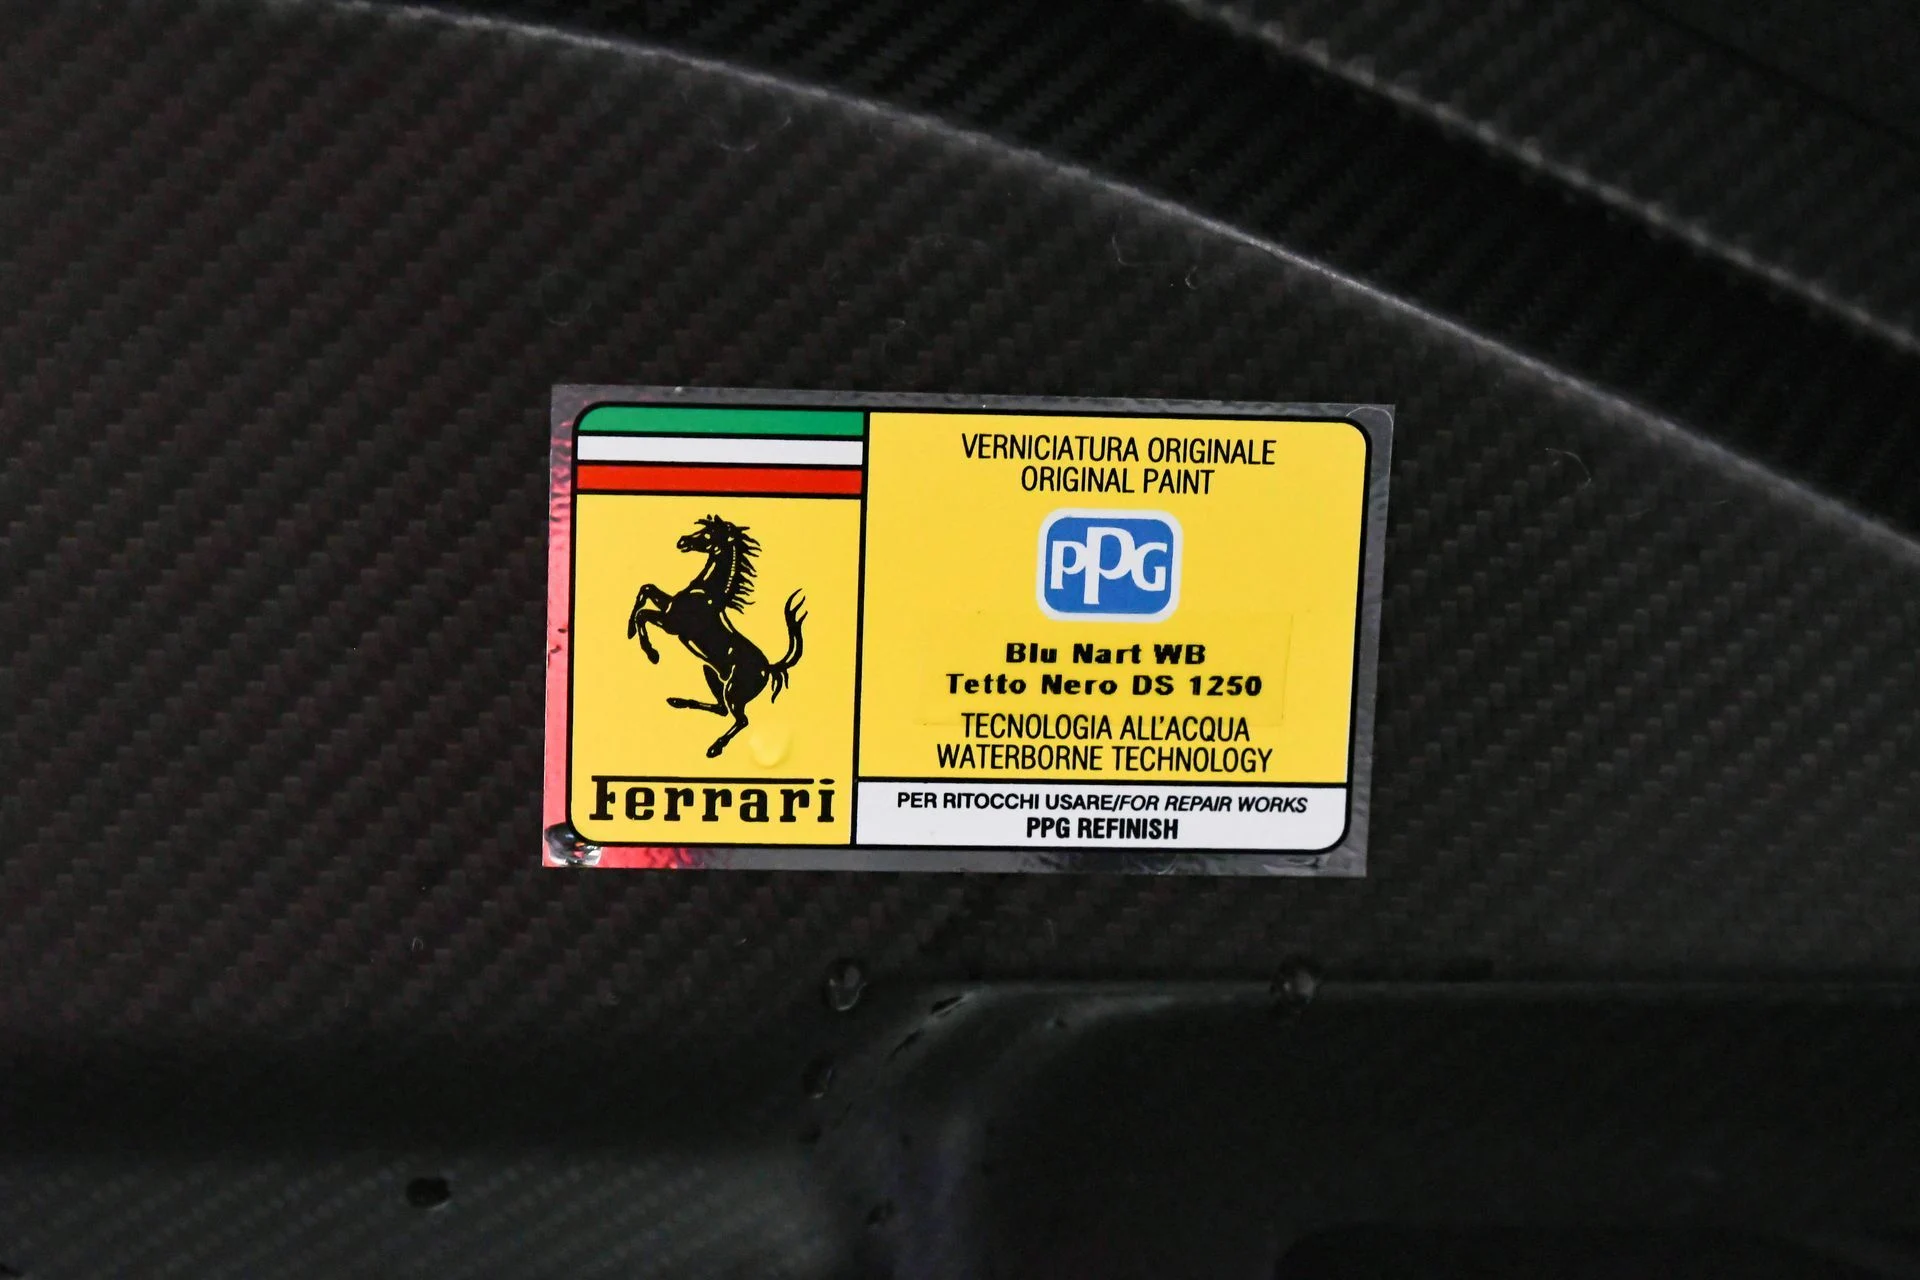 Ferrari
VERNICIATURA ORIGINALE
ORIGINAL PAINT
PPG
Blu Nart WB
Tetto Nero DS 1250
TECNOLOGIA ALL'ACQUA
WATERBORNE TECHNOLOGY
PER RITOCCHI USARE/FOR REPAIR WORKS
PPG REFINISH